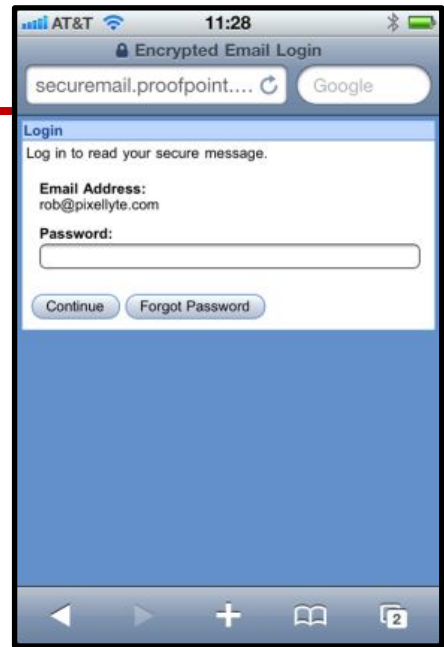 AT&T 11:28
Encrypted Email Login
securemail.proofpoint.... Google
Login
Log in to read your secure message.
Email Address:
rob@pixellyte.com
Password:
Continue Forgot Password
2